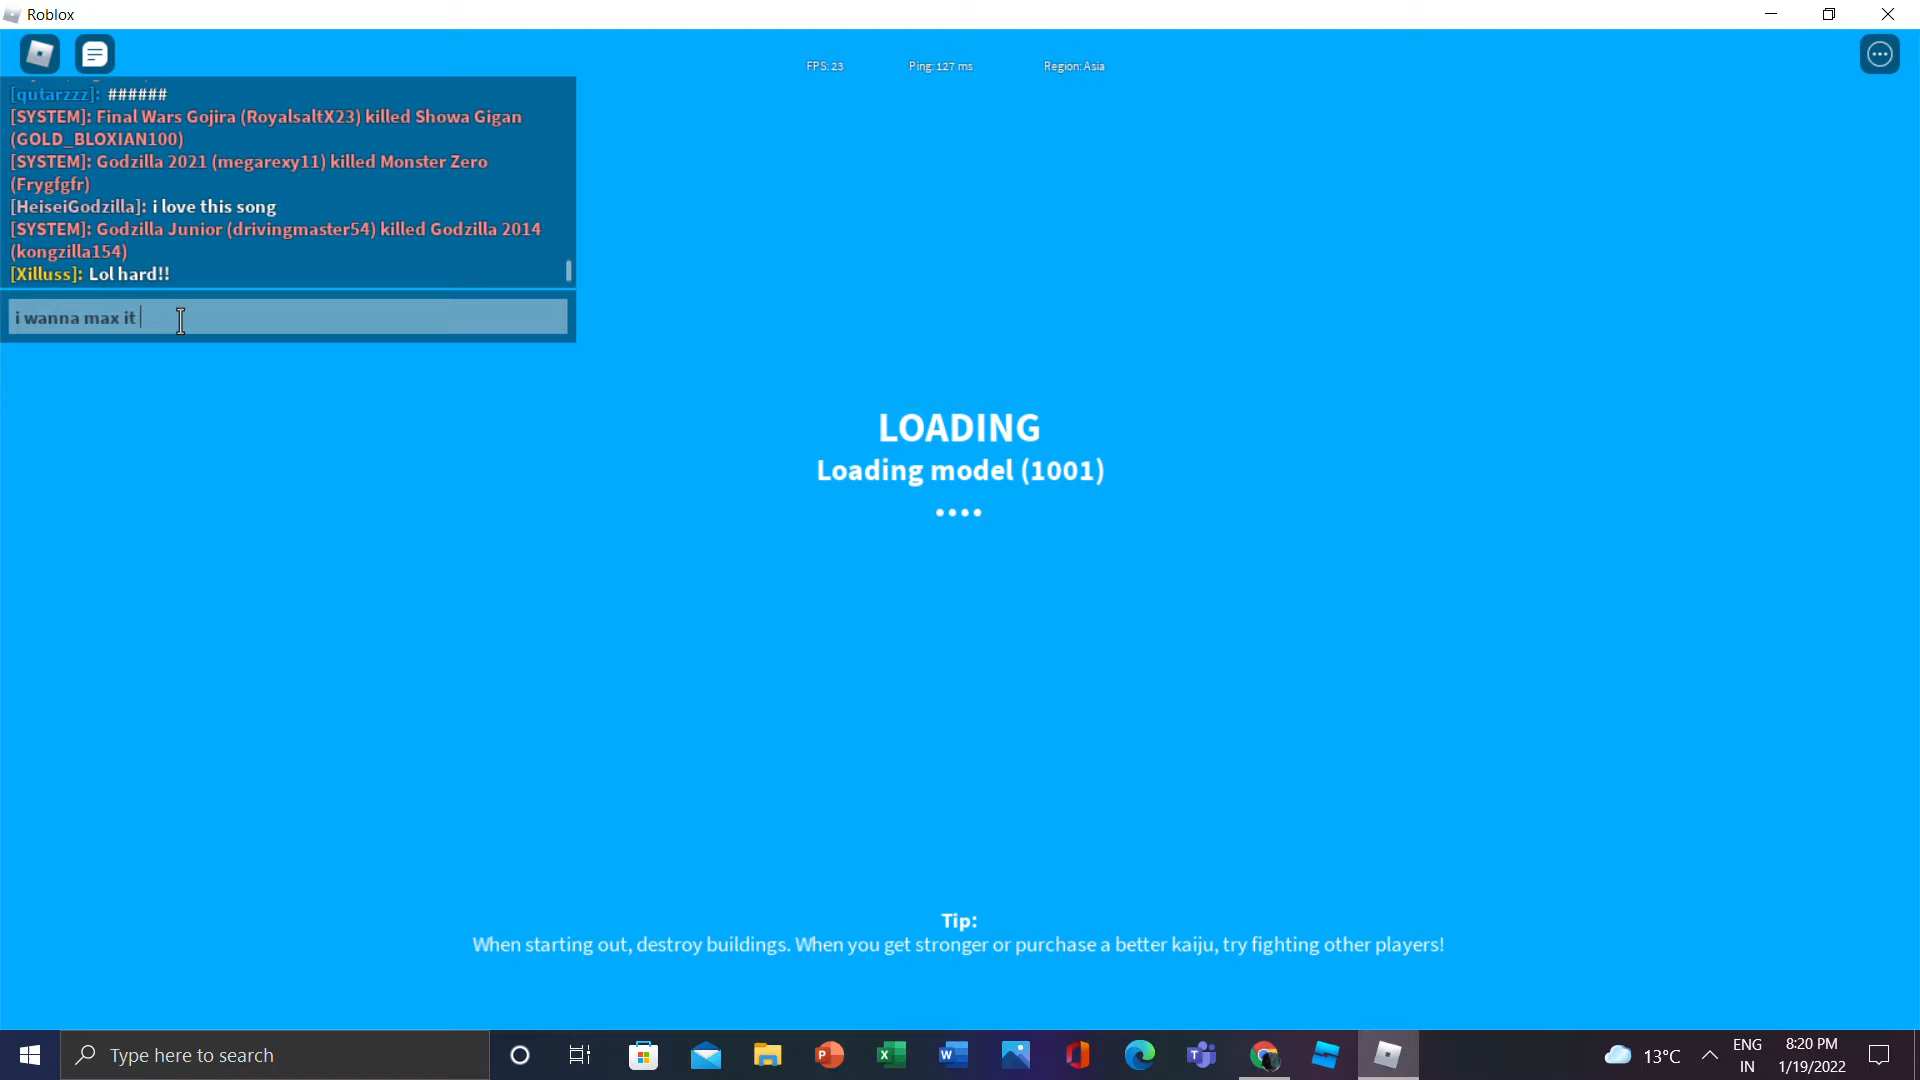 Roblox
FPS: 23
Ping: 127 ms
Region: Asia
[qutarzzz]: ######
[SYSTEM]: Final Wars Gojira (RoyalsaltX23) killed Showa Gigan
(GOLD_BLOXIAN100)
[SYSTEM]: Godzilla 2021 (megarexy11) killed Monster Zero
(Frygfgfr)
[HeiseiGodzilla]: i love this song
[SYSTEM]: Godzilla Junior (drivingmaster54) killed Godzilla 2014
(kongzilla154)
[Xilluss]: Lol hard!!
i wanna max it
LOADING
Loading model (1001)
Tip:
When starting out, destroy buildings. When you get stronger or purchase a better kaiju, try fighting other players!
Type here to search
13°C
ENG
IN
8:20 PM
1/19/2022